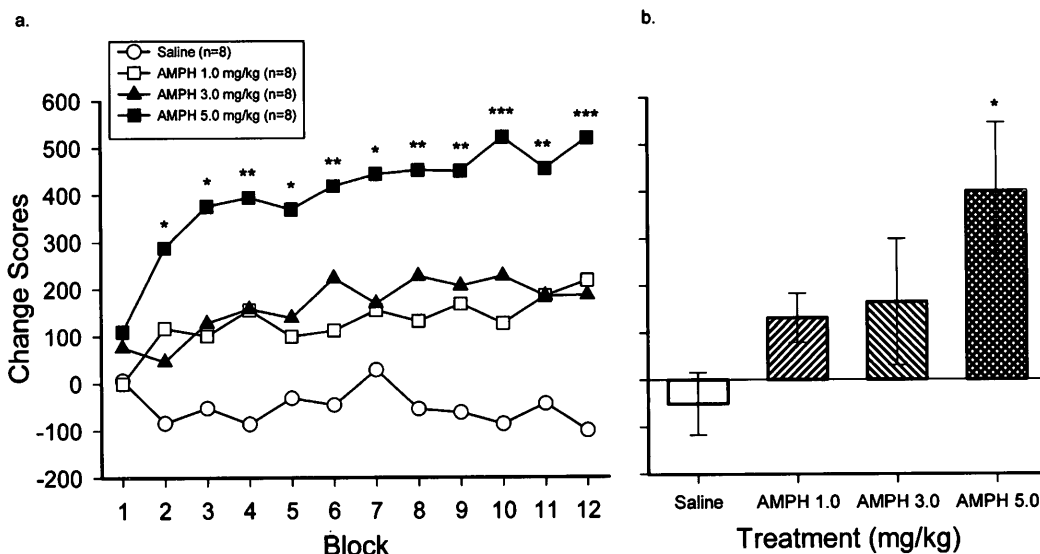 a.
Saline (n=8)
AMPH 1.0 mg/kg (n=8)
AMPH 3.0 mg/kg (n=8)
AMPH 5.0 mg/kg (n=8)
600
500
400
300
200
100
0
-100
-200
Change Scores
* * ** * ** * ** ** *** ** ***
1 2 3 4 5 6 7 8 9 10 11 12
Block
b.
*
Saline AMPH 1.0 AMPH 3.0 AMPH 5.0
Treatment (mg/kg)